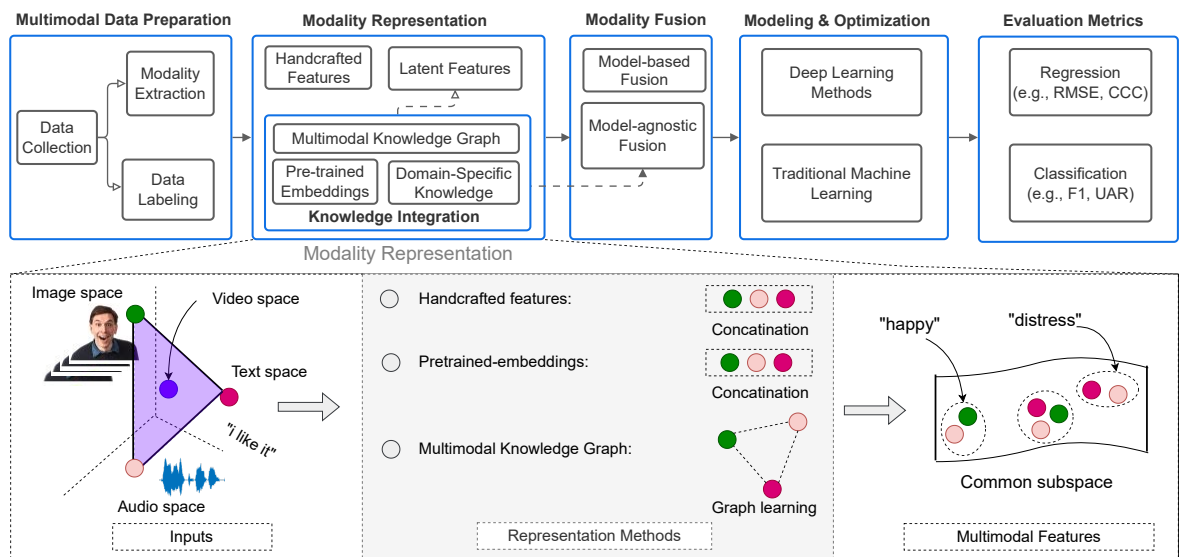 Multimodal Data Preparation
Modality Representation
Modality Fusion
Modeling & Optimization
Evaluation Metrics
Data
Collection
Modality
Extraction
Data
Labeling
Handcrafted
Features
Latent Features
Multimodal Knowledge Graph
Pre-trained
Embeddings
Domain-Specific
Knowledge
Knowledge Integration
Model-based
Fusion
Model-agnostic
Fusion
Deep Learning
Methods
Traditional Machine
Learning
Regression
(e.g., RMSE, CCC)
Classification
(e.g., F1, UAR)
Modality Representation
Image space
Video space
Text space
"i like it"
Audio space
Inputs
Handcrafted features:
Concatination
Pretrained-embeddings:
Concatination
Multimodal Knowledge Graph:
Graph learning
Representation Methods
"happy"
"distress"
Common subspace
Multimodal Features